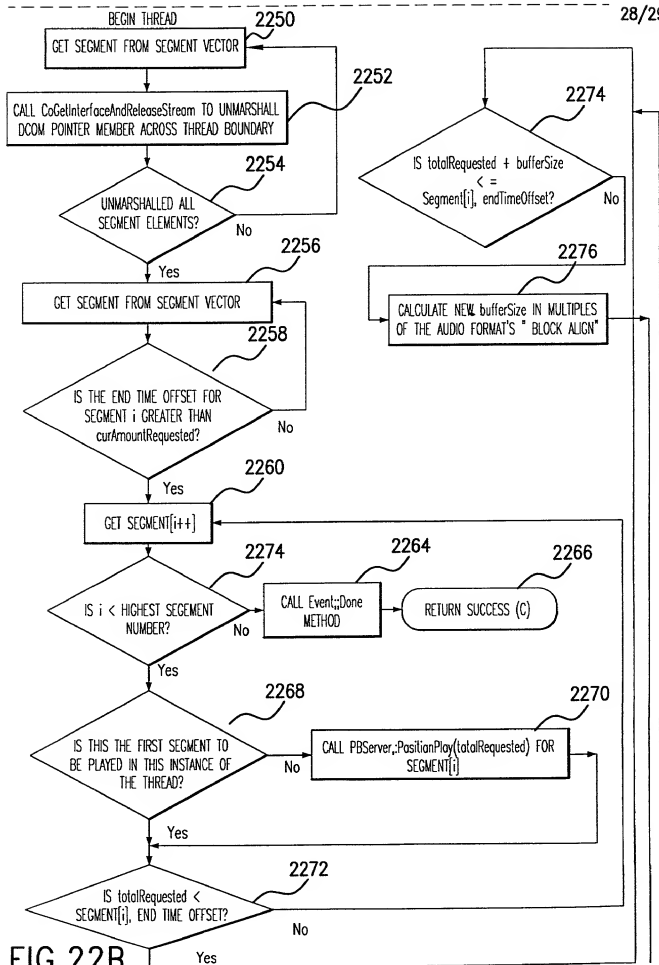 BEGIN THREAD
2250
28/29
GET SEGMENT FROM SEGMENT VECTOR
2252
CALL CoGetInterfaceAndReleaseStream TO UNMARSHALL
DCOM POINTER MEMBER ACROSS THREAD BOUNDARY
2254
UNMARSHALLED ALL
SEGMENT ELEMENTS?
No
Yes
2256
GET SEGMENT FROM SEGMENT VECTOR
2258
IS THE END TIME OFFSET FOR
SEGMENT i GREATER THAN
curAmountRequested?
No
Yes
2260
GET SEGMENT[i++]
2274
IS i < HIGHEST SEGEMENT
NUMBER?
No
Yes
2264
CALL Event;;Done
METHOD
2266
RETURN SUCCESS (C)
2268
IS THIS THE FIRST SEGMENT TO
BE PLAYED IN THIS INSTANCE OF
THE THREAD?
No
Yes
2270
CALL PBServer,:PasilianPlay(totalRequested) FOR
SEGMENT[i]
2272
IS totalRequested <
SEGMENT[i], END TIME OFFSET?
No
Yes
2274
IS totalRequested + bufferSize
< =
Segment[i], endTimeOffset?
No
2276
CALCULATE NEW bufferSize IN MULTIPLES
OF THE AUDIO FORMAT'S " BLOCK ALIGN"
FIG. 22B